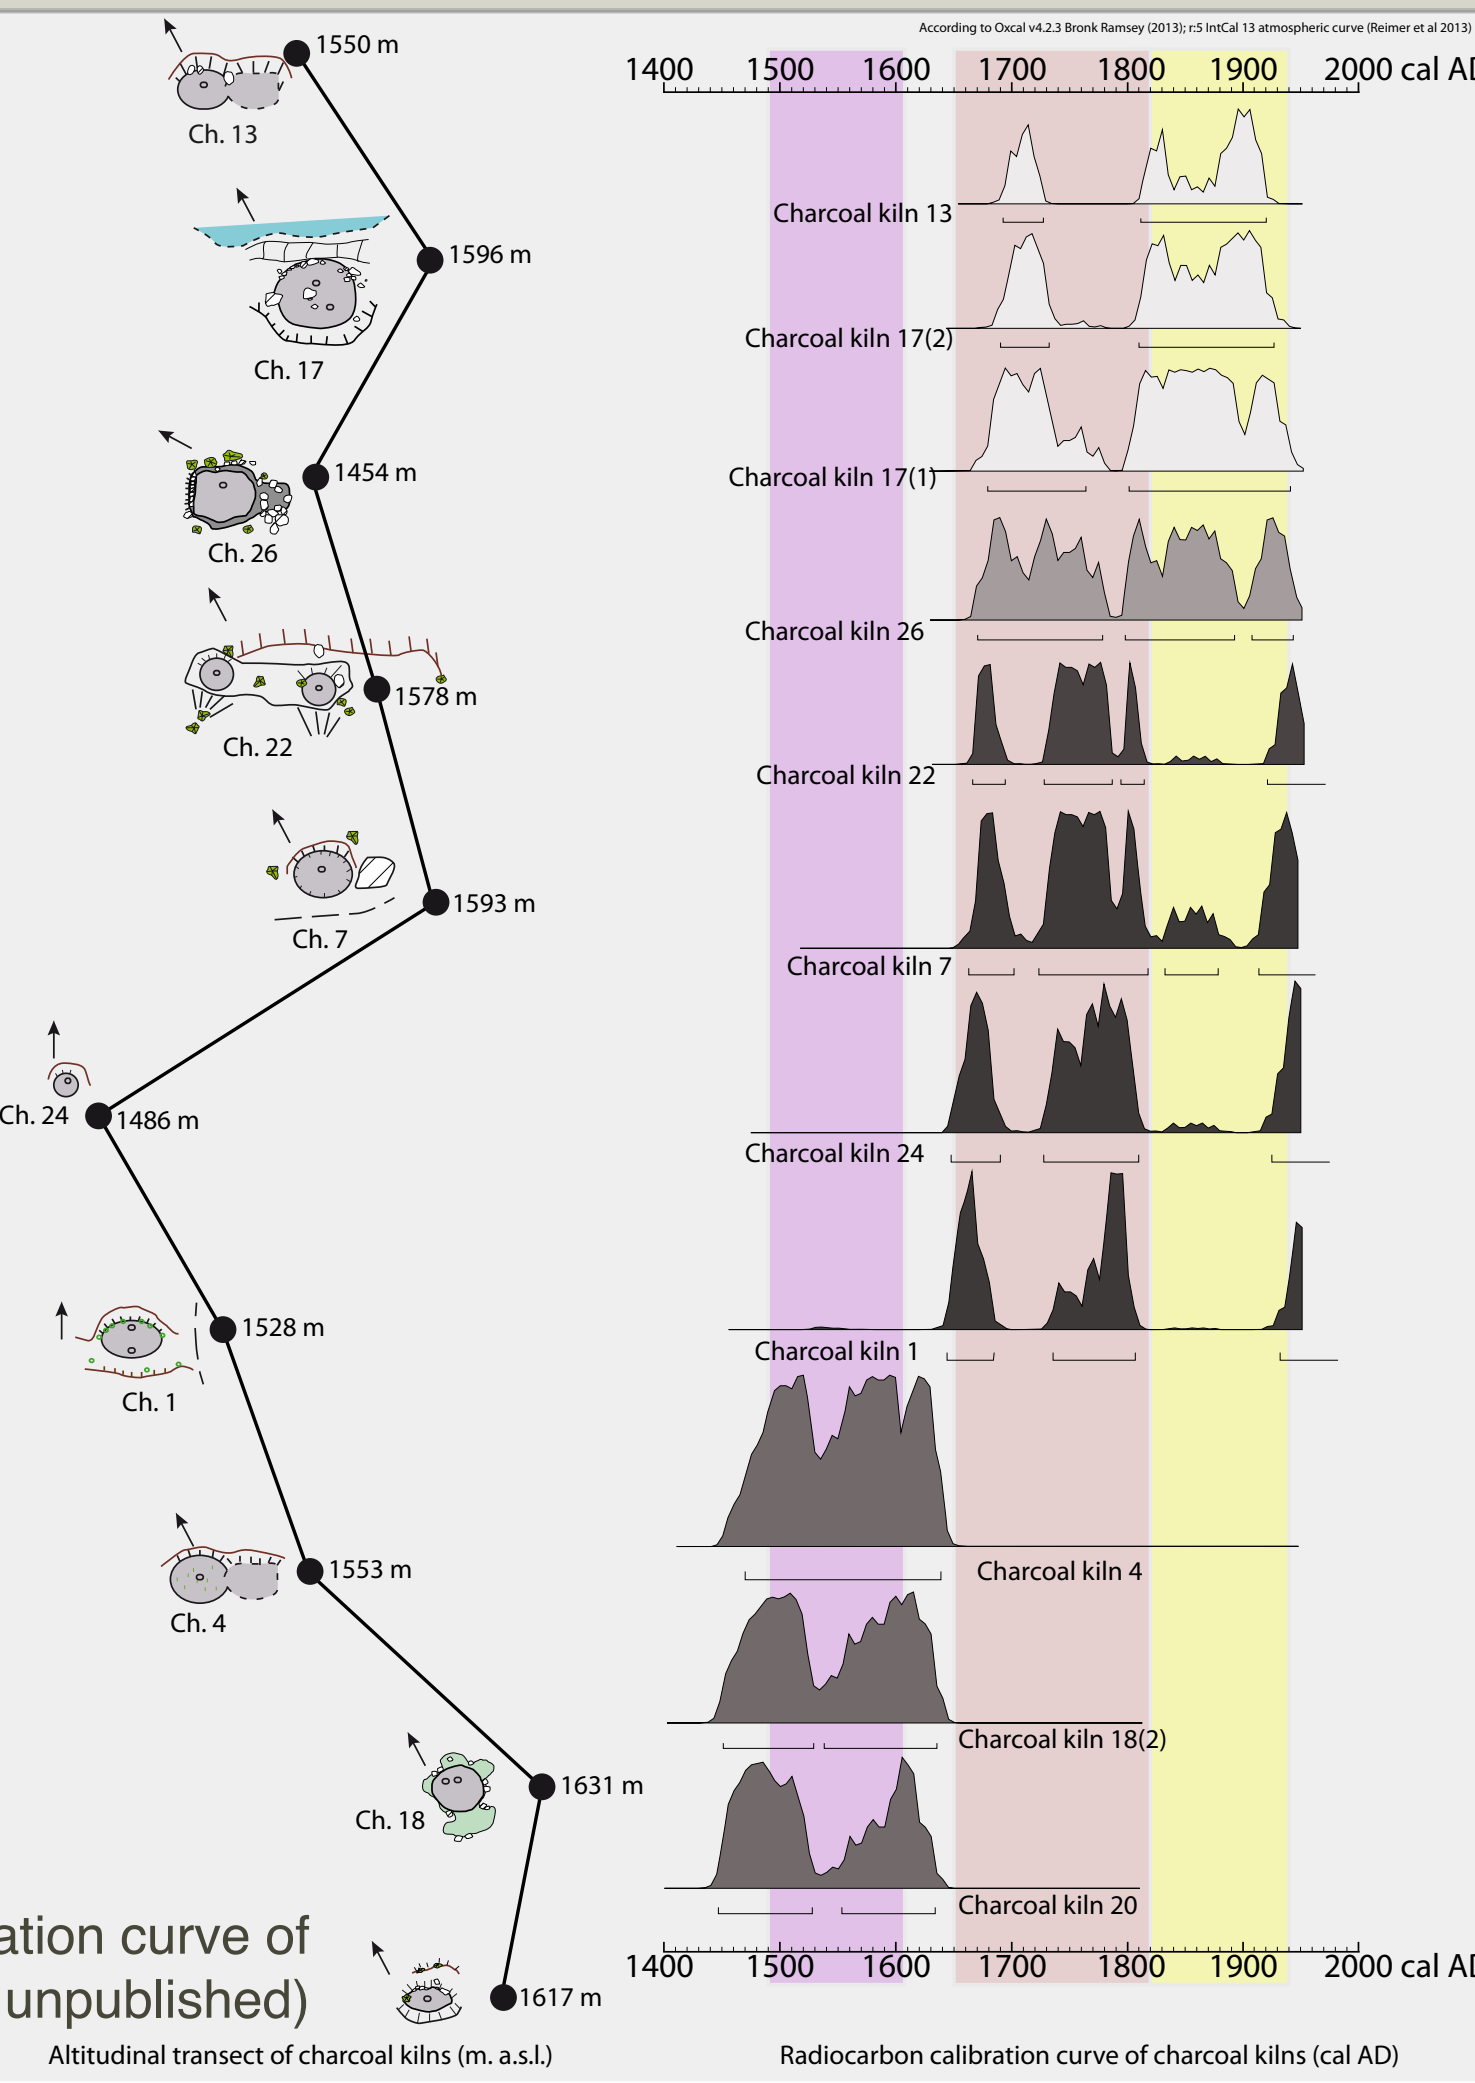 According to Oxcal v4.2.3 Bronk Ramsey (2013); r:5 IntCal 13 atmospheric curve (Reimer et al 2013)
1400 1500 1600 1700 1800 1900 2000 cal AD
1550 m
Ch. 13
Charcoal kiln 13
1596 m
Ch. 17
Charcoal kiln 17(2)
Charcoal kiln 17(1)
1454 m
Ch. 26
Charcoal kiln 26
1578 m
Ch. 22
Charcoal kiln 22
1593 m
Ch. 7
Charcoal kiln 7
Ch. 24
1486 m
Charcoal kiln 24
1528 m
Ch. 1
Charcoal kiln 1
1553 m
Ch. 4
Charcoal kiln 4
Charcoal kiln 18(2)
1631 m
Ch. 18
Charcoal kiln 20
ation curve of
unpublished)
1400 1500 1600 1700 1800 1900 2000 cal AD
1617 m
Altitudinal transect of charcoal kilns (m. a.s.l.)
Radiocarbon calibration curve of charcoal kilns (cal AD)